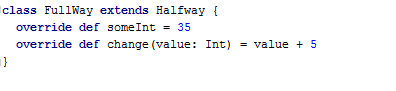 class FullWay extends Halfway {
  override def someInt = 35
  override def change(value: Int) = value + 5
}